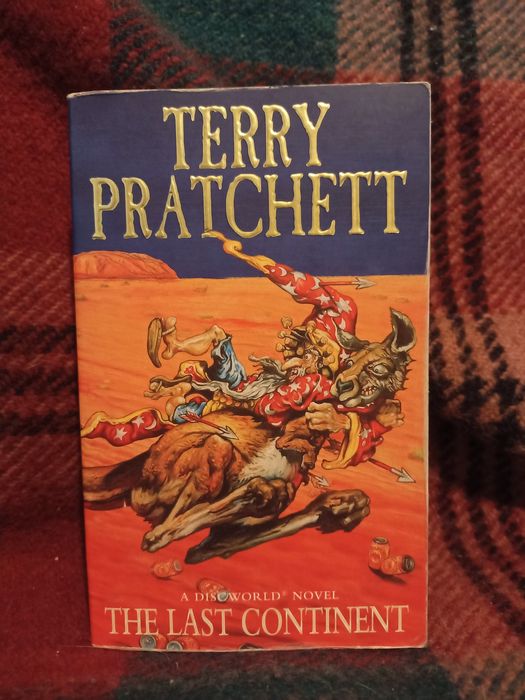 TERRY
PRATCHETT
A DISCWORLD® NOVEL
THE LAST CONTINENT